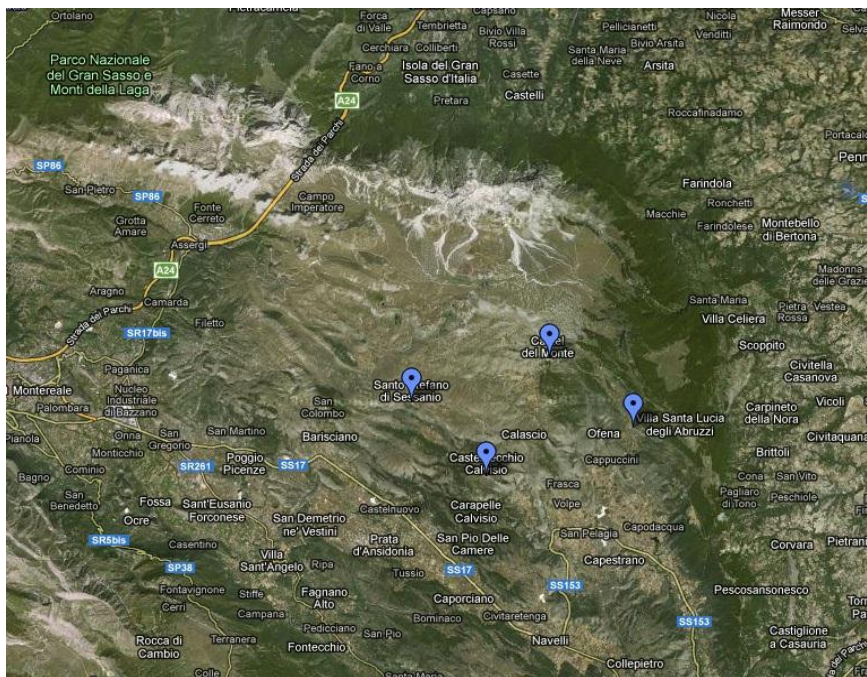 Pietracamela
Ortolano
Forca
di Valle
Capsano
Tembrietta
Bivio Villa
Rossi
Cerchiara
Colliberti
Fano a
Corno
Isola del Gran
Sasso d'Italia
Casette
Castelli
Pretara
Pellicienetti
Nicola
Venditti
Messer
Raimondo
Bivio Arsita
Santa Maria
della Neve
Arsita
Parco Nazionale
del Gran Sasso e
Monti della Laga
A24
Strada dei Parchi
Roccafinadamo
SP86
San Pietro
SP86
Grotta
Amare
Fonte
Cerreto
Campo
Imperatore
Assergi
Farindola
Ronchetti
Macchie
Farindolese
Montebello
di Bertona
A24
Aragno
Camarda
Strada dei Parchi
SR17bis
Filetto
Madonna
delle Grazie
Santa Maria
Pietra
Rossa
Vestea
Villa Celiera
Scoppito
Castel
del Monte
Civitella
Casanova
Paganica
Montereale
Palombara
Nucleo
Industriale
di Bazzano
Santo Stefano
di Sessanio
San
Colombo
Villa Santa Lucia
degli Abruzzi
Carpineto
della Nora
Vicoli
Pianola
Onna
Monticchio
San
Gregorio
San Martino
Barisciano
Calascio
Ofena
Civitaquana
Brittoli
Bagno
Cominio
SR261
Poggio
Picenze
SS17
Castelvecchio
Calvisio
Cappuccini
Cona
San Vito
Pagliaro
di Tono
Peschiole
San
Benedetto
Fossa
Ocre
Sant'Eusanio
Forconese
Castelnuovo
Frasca
Volpe
San Demetrio
ne' Vestini
Carapelle
Calvisio
SR5bis
Casentino
Prata
d'Ansidonia
San Pio Delle
Camere
San Pelagia
Capodacqua
Corvara
SP38
Villa
Sant'Angelo
Ripa
Tussio
SS17
Capestrano
Fontavignone
Cerri
Stiffe
Fagnano
Alto
Caporciano
SS153
Pescosansonesco
Campana
Pedicciano
San Pio
Bominaco
Civitaretenga
SS153
Rocca di
Cambio
Terranera
Fontecchio
Navelli
Castiglione
a Casauria
Colle
Collepietro